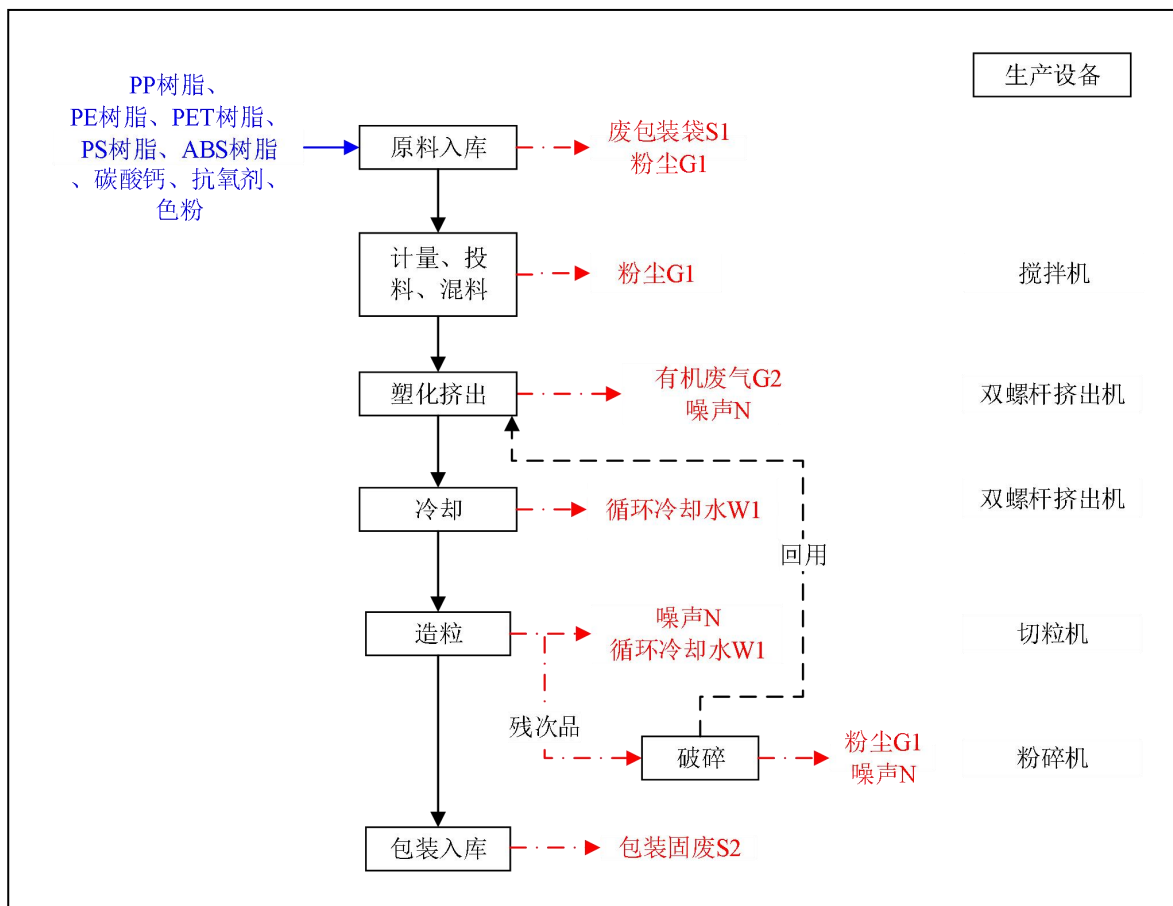 PP树脂、
PE树脂、PET树脂、
PS树脂、ABS树脂
、碳酸钙、抗氧剂、
色粉
生产设备
原料入库
废包装袋S1
粉尘G1
计量、投
料、混料
粉尘G1
搅拌机
塑化挤出
有机废气G2
噪声N
双螺杆挤出机
冷却
循环冷却水W1
双螺杆挤出机
回用
造粒
噪声N
循环冷却水W1
切粒机
残次品
破碎
粉尘G1
噪声N
粉碎机
包装入库
包装固废S2